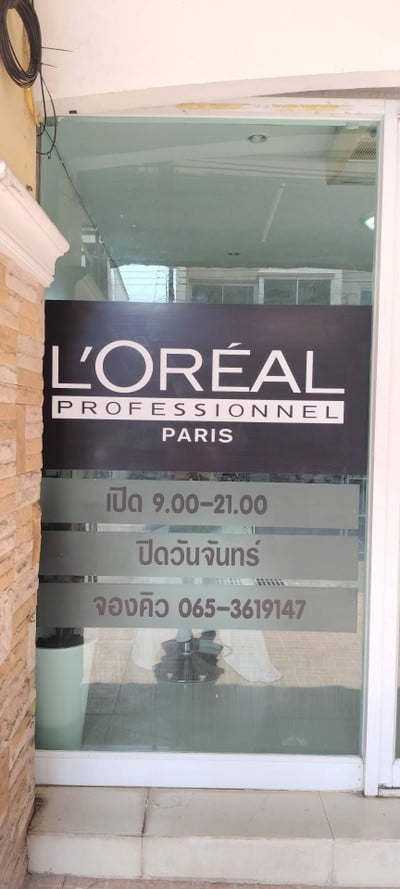 L'ORÉAL
PROFESSIONNEL
PARIS
เปิด 9.00-21.00
ปิดวันจันทร์
จองคิว 065-3619147